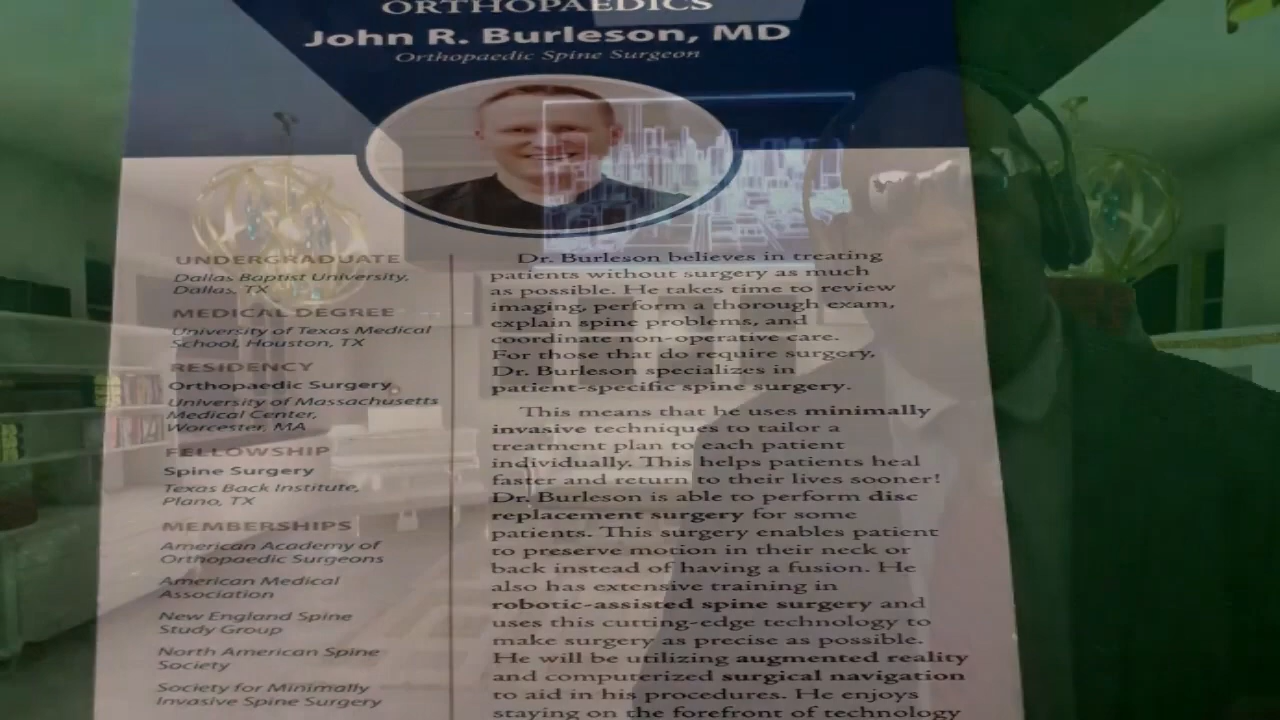 ORTHOPAEDICS
John R. Burleson, MD
Orthopaedic Spine Surgeon
UNDERGRADUATE
Dallas Baptist University,
Dallas, TX
MEDICAL DEGREE
University of Texas Medical
School, Houston, TX
RESIDENCY
Orthopaedic Surgery
University of Massachusetts
Medical Center,
Worcester, MA
FELLOWSHIP
Spine Surgery
Texas Back Institute,
Plano, TX
MEMBERSHIPS
American Academy of
Orthopaedic Surgeons
American Medical
Association
New England Spine
Study Group
North American Spine
Society
Society for Minimally
Invasive Spine Surgery
Dr. Burleson believes in treating
patients without surgery as much
as possible. He takes time to review
imaging, perform a thorough exam,
explain spine problems, and
coordinate non-operative care.
For those that do require surgery,
Dr. Burleson specializes in
patient-specific spine surgery.
This means that he uses minimally
invasive techniques to tailor a
treatment plan to each patient
individually. This helps patients heal
faster and return to their lives sooner!
Dr. Burleson is able to perform disc
replacement surgery for some
patients. This surgery enables patient
to preserve motion in their neck or
back instead of having a fusion. He
also has extensive training in
robotic-assisted spine surgery and
uses this cutting-edge technology to
make surgery as precise as possible.
He will be utilizing augmented reality
and computerized surgical navigation
to aid in his procedures. He enjoys
staying on the forefront of technology